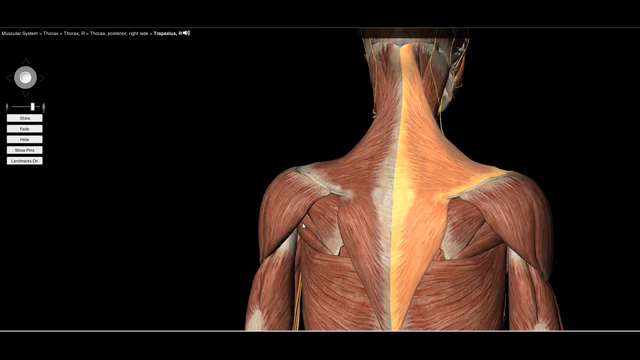 Muscular System > Thorax > Thorax, R > Thorax, posterior, right side > Trapezius, R
Show
Fade
Hide
Show Pins
Landmarks On